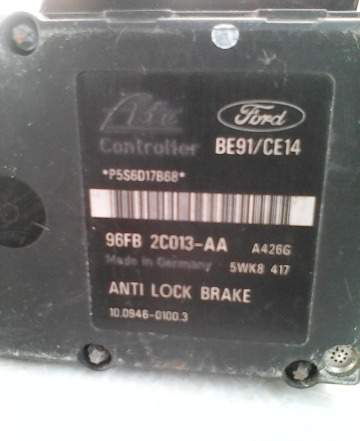 Ate
Ford
Controller BE91/CE14
*P5S6D17B68*
96FB 2C013-AA A426G
Made in Germany 5WK8 417
ANTI LOCK BRAKE
10.0946-0100.3
CE